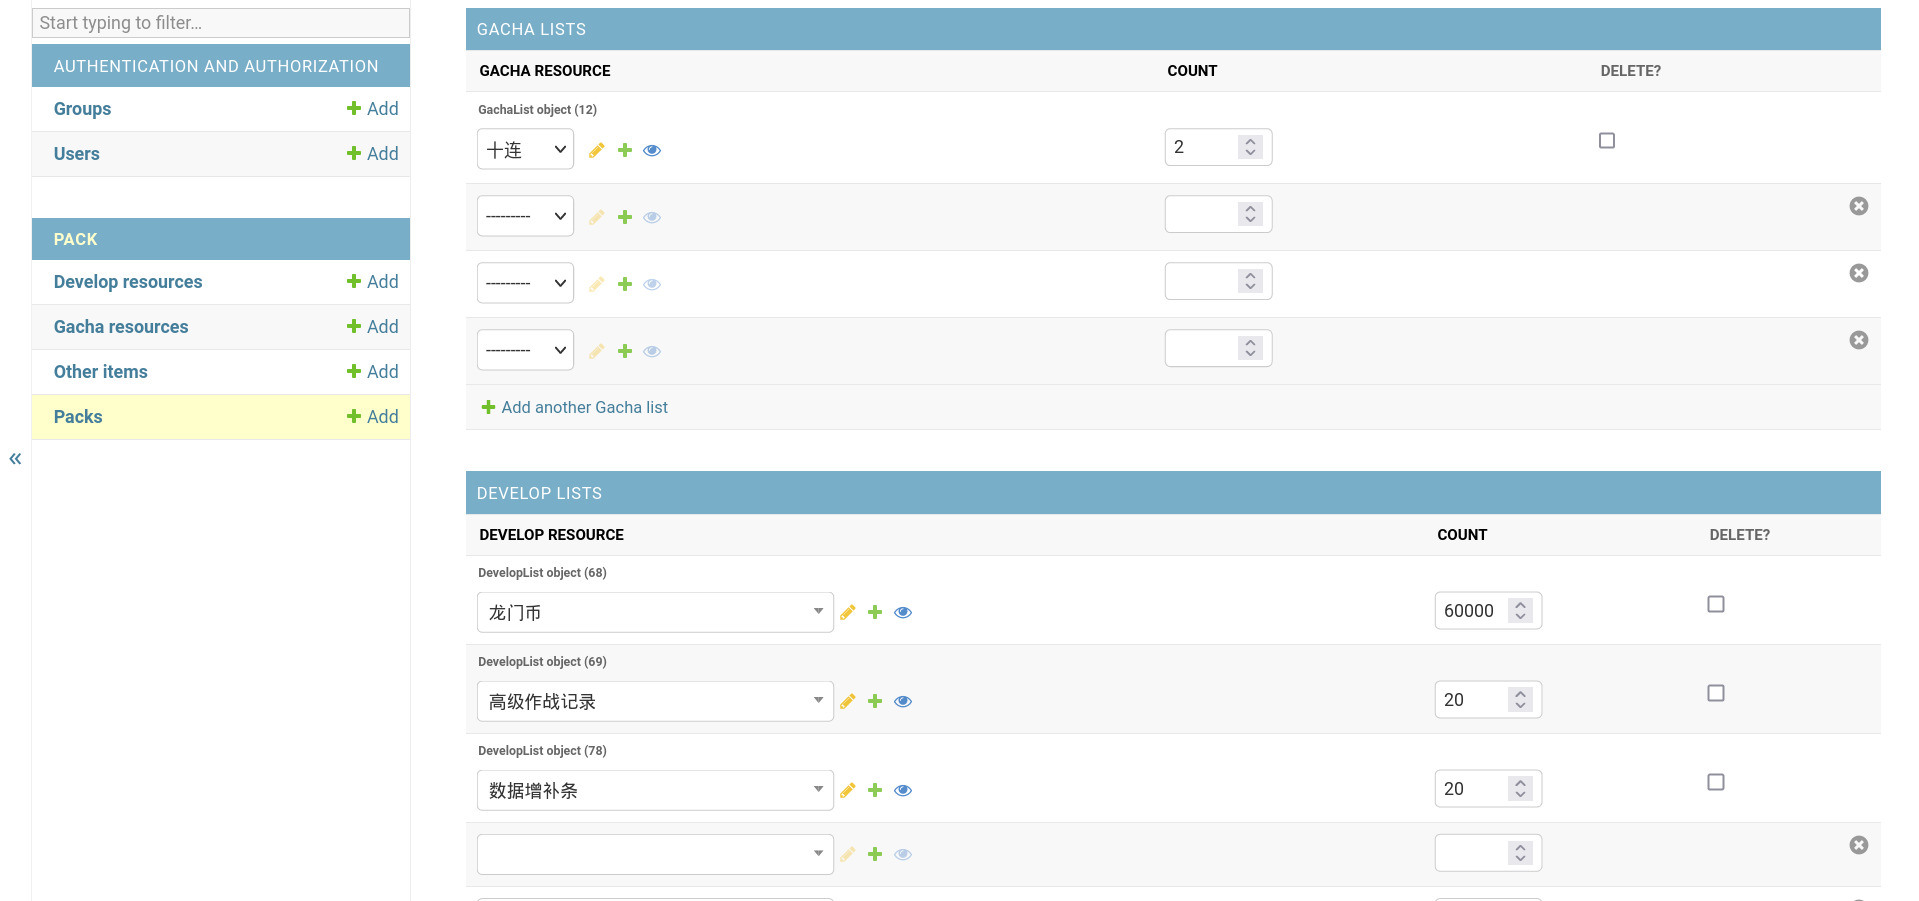 Start typing to filter…
AUTHENTICATION AND AUTHORIZATION
Groups Add
Users Add
PACK
Develop resources Add
Gacha resources Add
Other items Add
Packs Add
«
GACHA LISTS
GACHA RESOURCE COUNT DELETE?
GachaList object (12)
十连 2
---------
---------
---------
Add another Gacha list
DEVELOP LISTS
DEVELOP RESOURCE COUNT DELETE?
DevelopList object (68)
龙门币 60000
DevelopList object (69)
高级作战记录 20
DevelopList object (78)
数据增补条 20